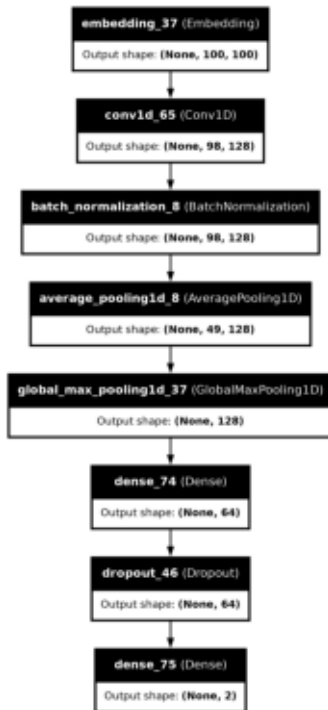 embedding_37 (Embedding)
Output shape: (None, 100, 100)
conv1d_65 (Conv1D)
Output shape: (None, 98, 128)
batch_normalization_8 (BatchNormalization)
Output shape: (None, 98, 128)
average_pooling1d_8 (AveragePooling1D)
Output shape: (None, 49, 128)
global_max_pooling1d_37 (GlobalMaxPooling1D)
Output shape: (None, 128)
dense_74 (Dense)
Output shape: (None, 64)
dropout_46 (Dropout)
Output shape: (None, 64)
dense_75 (Dense)
Output shape: (None, 2)